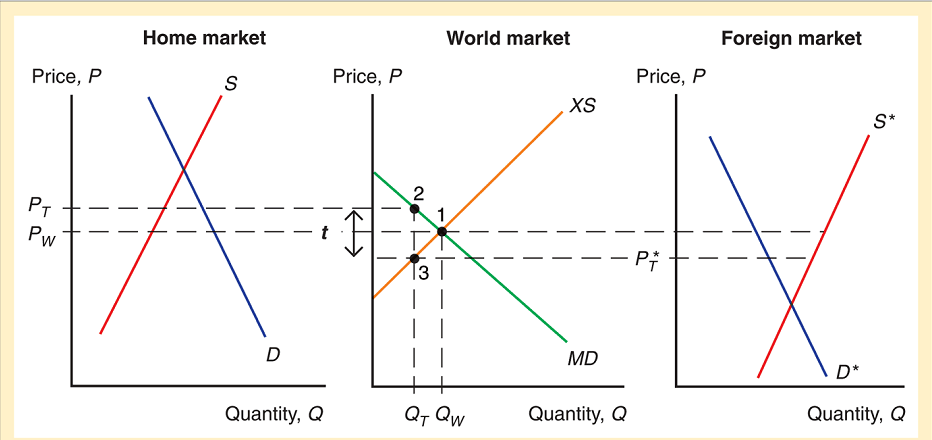 Home market
World market
Foreign market
Price, P
Price, P
Price, P
S
XS
S*
2
1
P_T
P_W
t
3
P_T*
D
MD
D*
Q_T Q_W
Quantity, Q
Quantity, Q
Quantity, Q